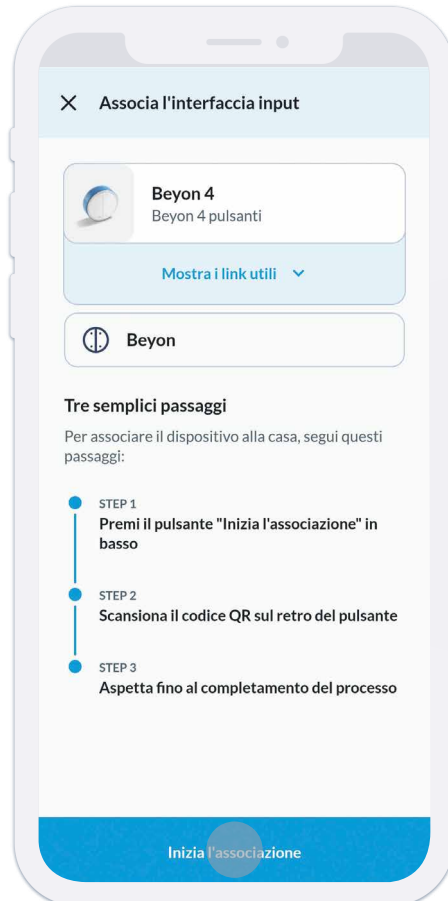 Associa l'interfaccia input
Beyon 4
Beyon 4 pulsanti
Mostra i link utili
Beyon
Tre semplici passaggi
Per associare il dispositivo alla casa, segui questi
passaggi:
STEP 1
Premi il pulsante "Inizia l'associazione" in
basso
STEP 2
Scansiona il codice QR sul retro del pulsante
STEP 3
Aspetta fino al completamento del processo
Inizia l'associazione